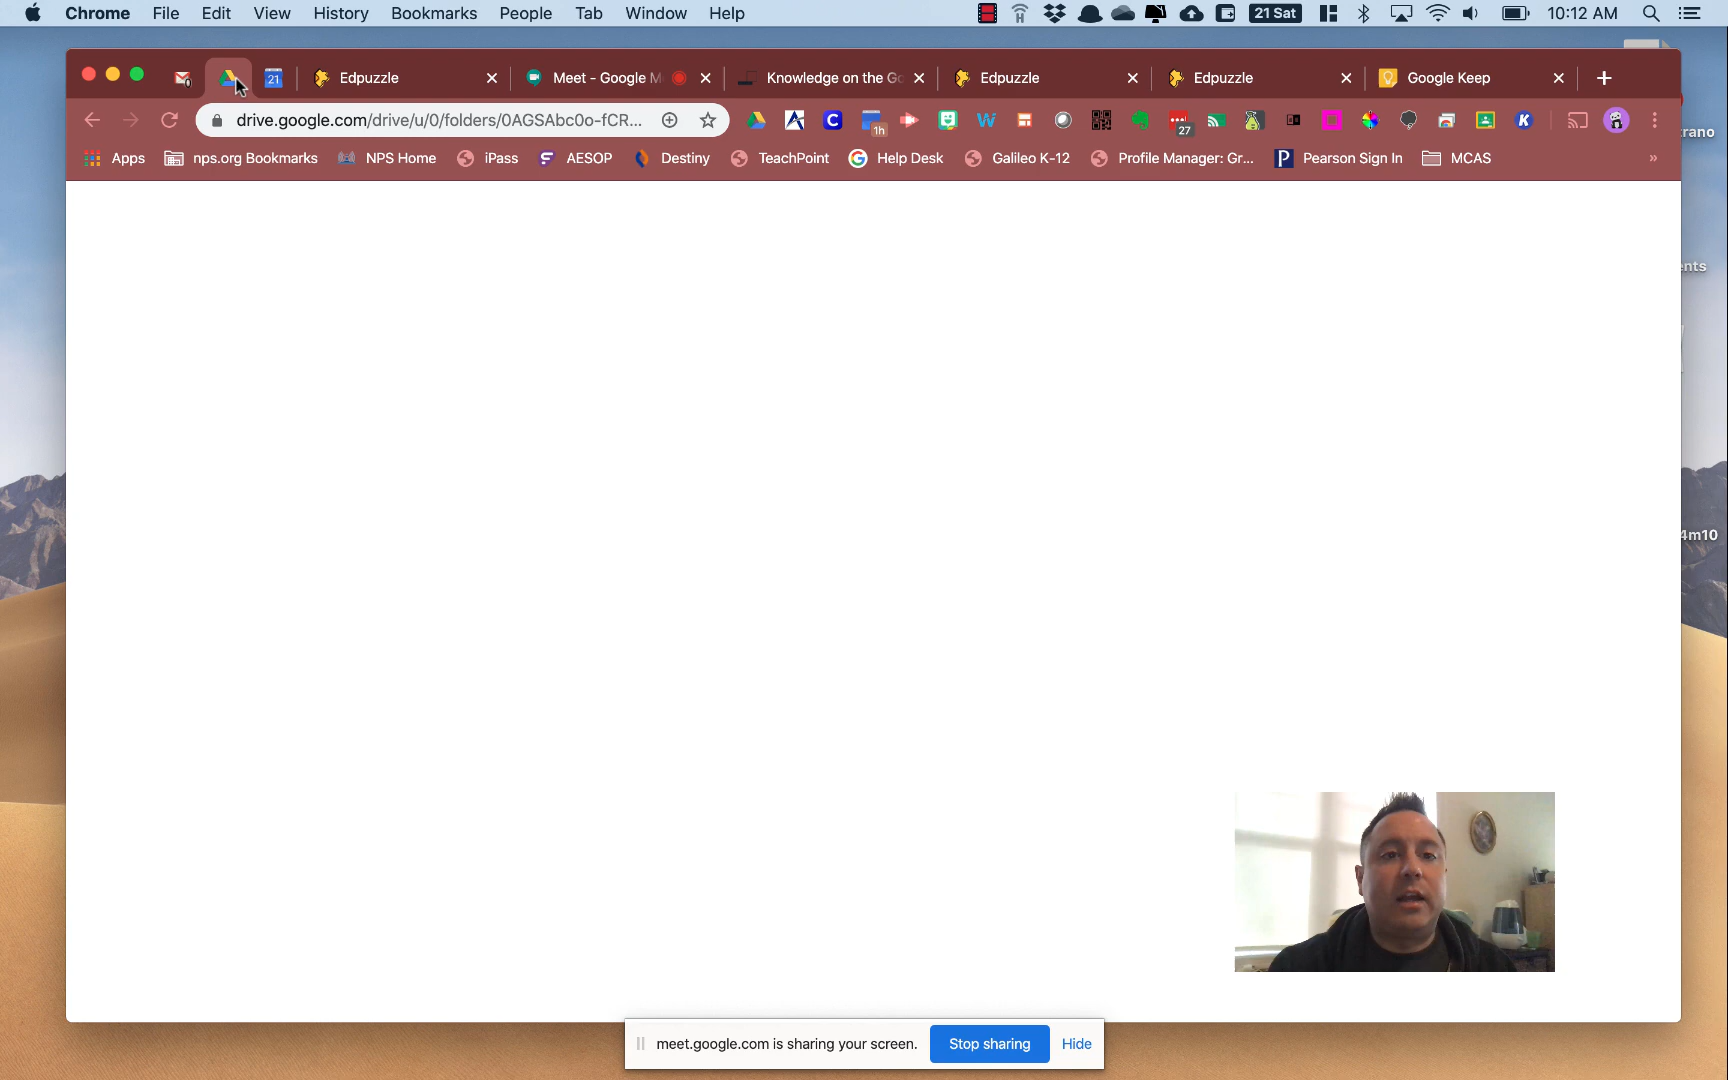 Chrome File Edit View History Bookmarks People Tab Window Help 21 Sat 10:12 AM
21 Edpuzzle Meet - Google M Knowledge on the Go Edpuzzle Edpuzzle Google Keep
drive.google.com/drive/u/0/folders/0AGSAbc0o-fCR... 1h 27
Apps nps.org Bookmarks NPS Home iPass AESOP Destiny TeachPoint Help Desk Galileo K-12 Profile Manager: Gr... Pearson Sign In MCAS »
rano
ents
4m10
meet.google.com is sharing your screen. Stop sharing Hide